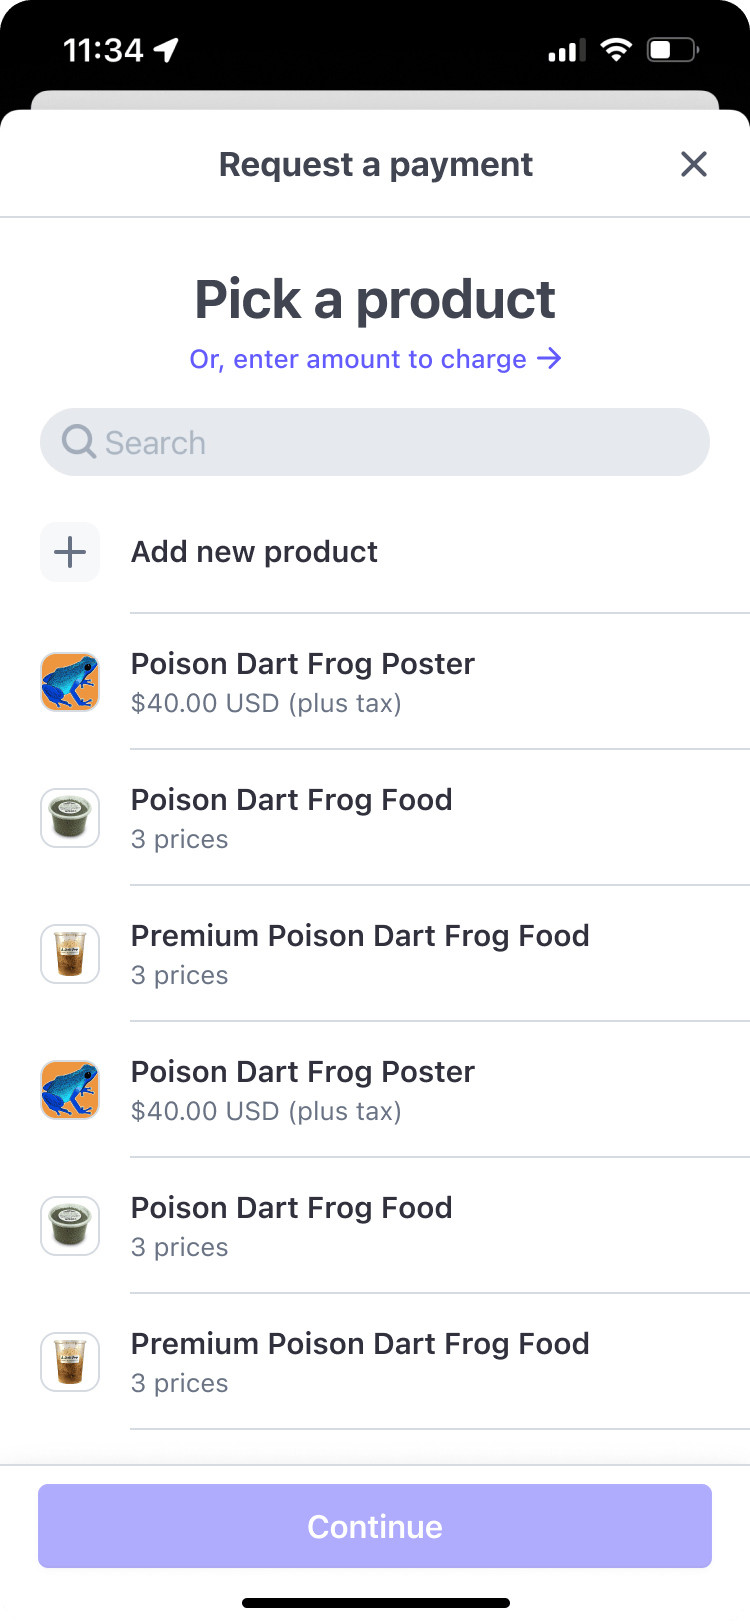 11:34
Request a payment
Pick a product
Or, enter amount to charge →
Search
Add new product
Poison Dart Frog Poster
$40.00 USD (plus tax)
Poison Dart Frog Food
3 prices
Premium Poison Dart Frog Food
3 prices
Poison Dart Frog Poster
$40.00 USD (plus tax)
Poison Dart Frog Food
3 prices
Premium Poison Dart Frog Food
3 prices
Continue